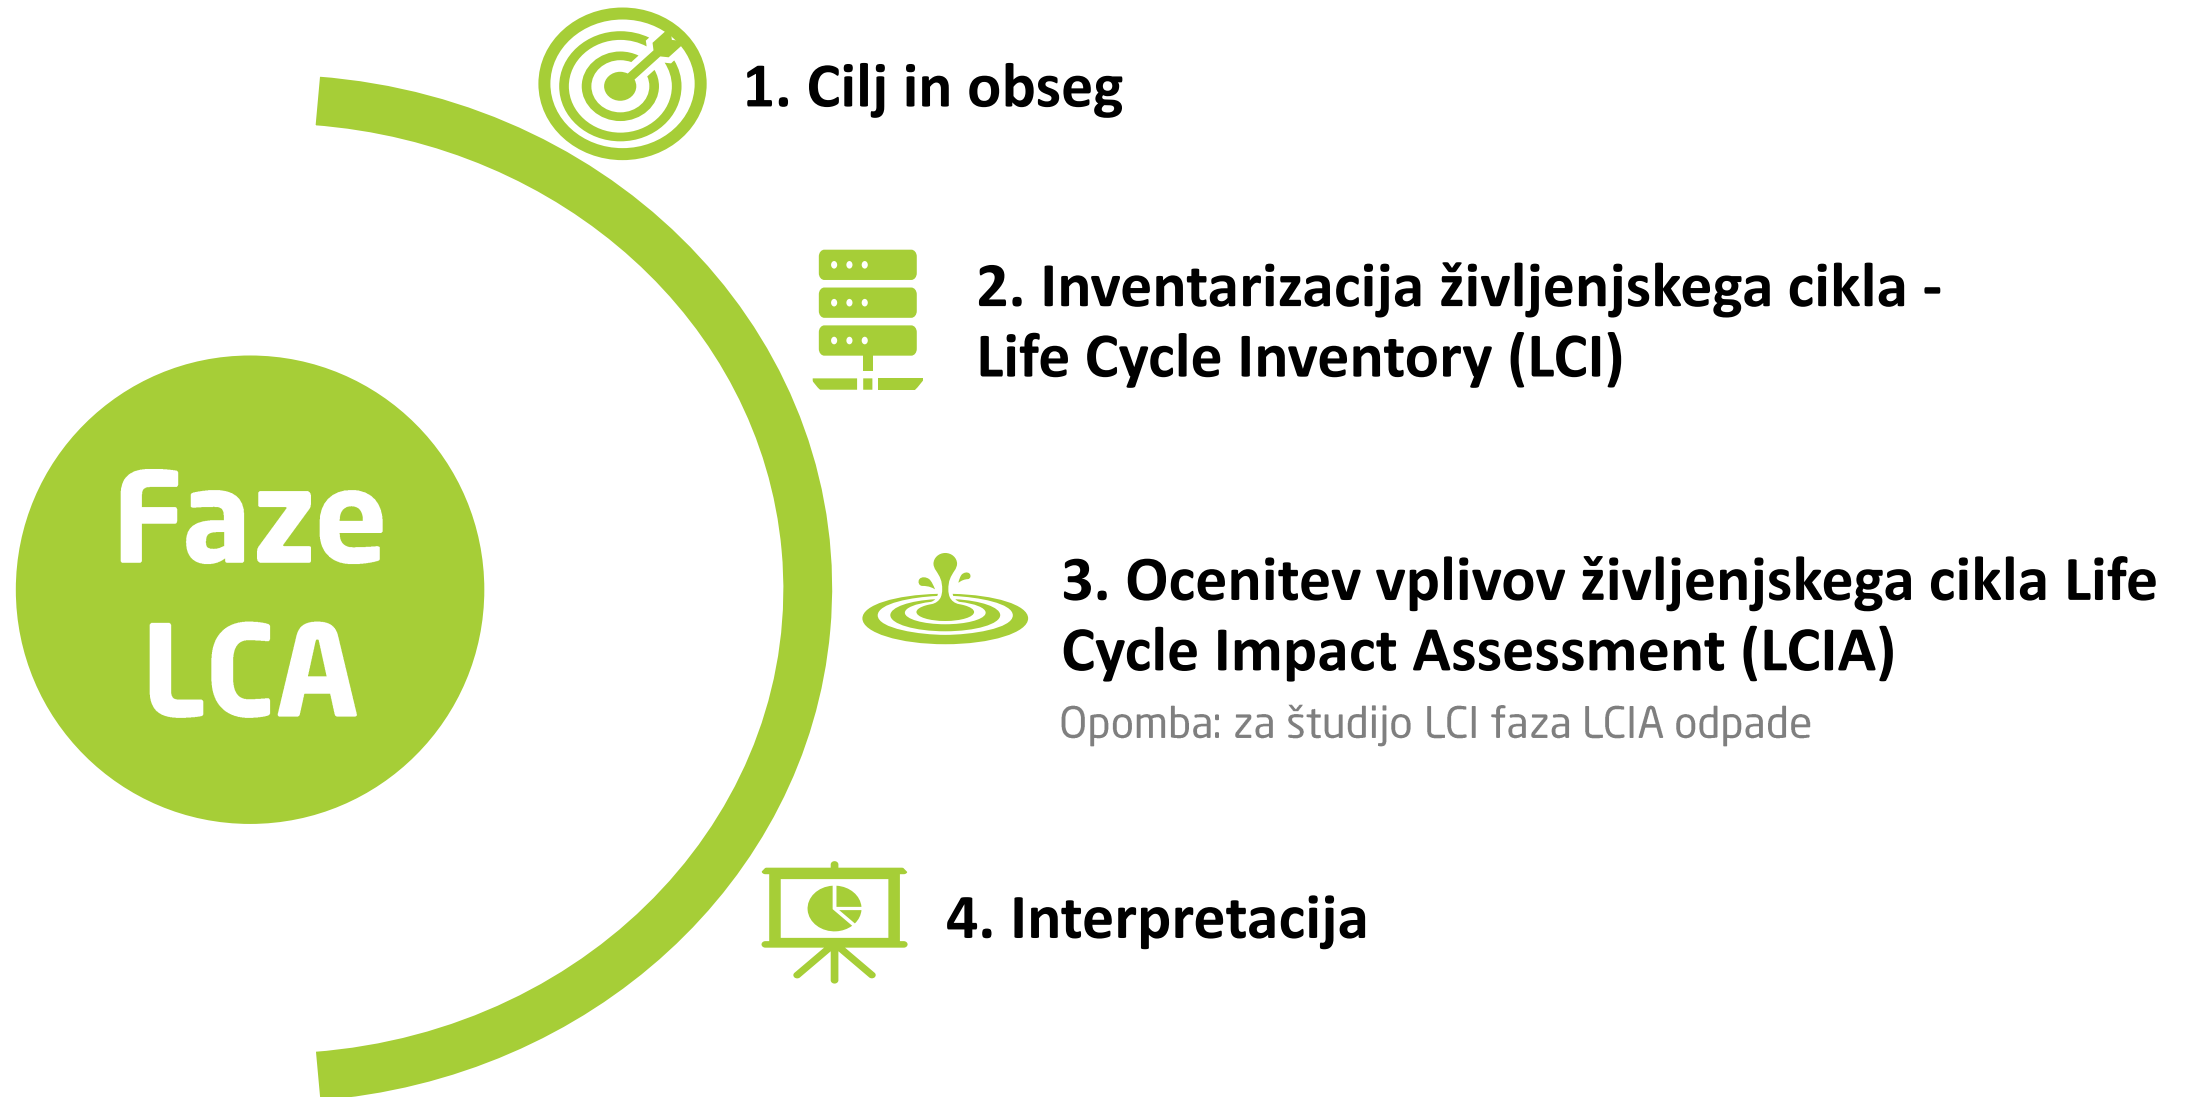 1. Cilj in obseg
2. Inventarizacija življenjskega cikla -
Life Cycle Inventory (LCI)
Faze
LCA
3. Ocenitev vplivov življenjskega cikla Life
Cycle Impact Assessment (LCIA)
Opomba: za študijo LCI faza LCIA odpade
4. Interpretacija